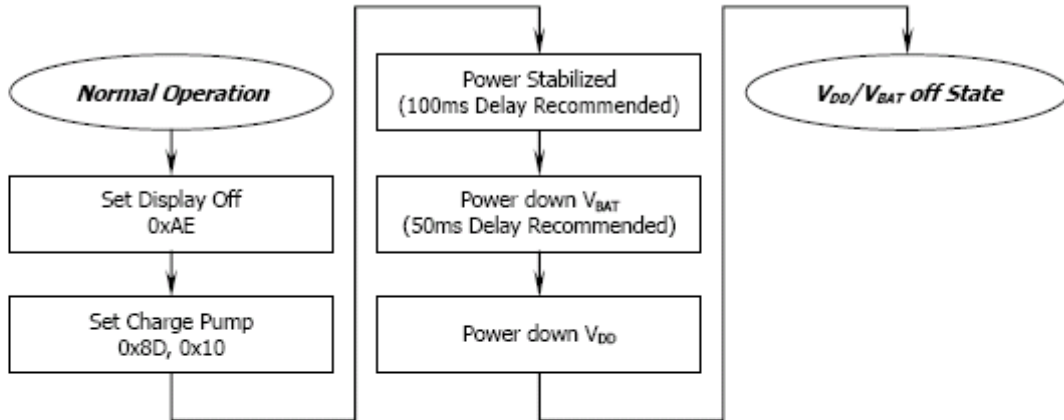 Normal Operation
Set Display Off
0xAE
Set Charge Pump
0x8D, 0x10
Power Stabilized
(100ms Delay Recommended)
Power down VBAT
(50ms Delay Recommended)
Power down VDD
VDD/VBAT off State